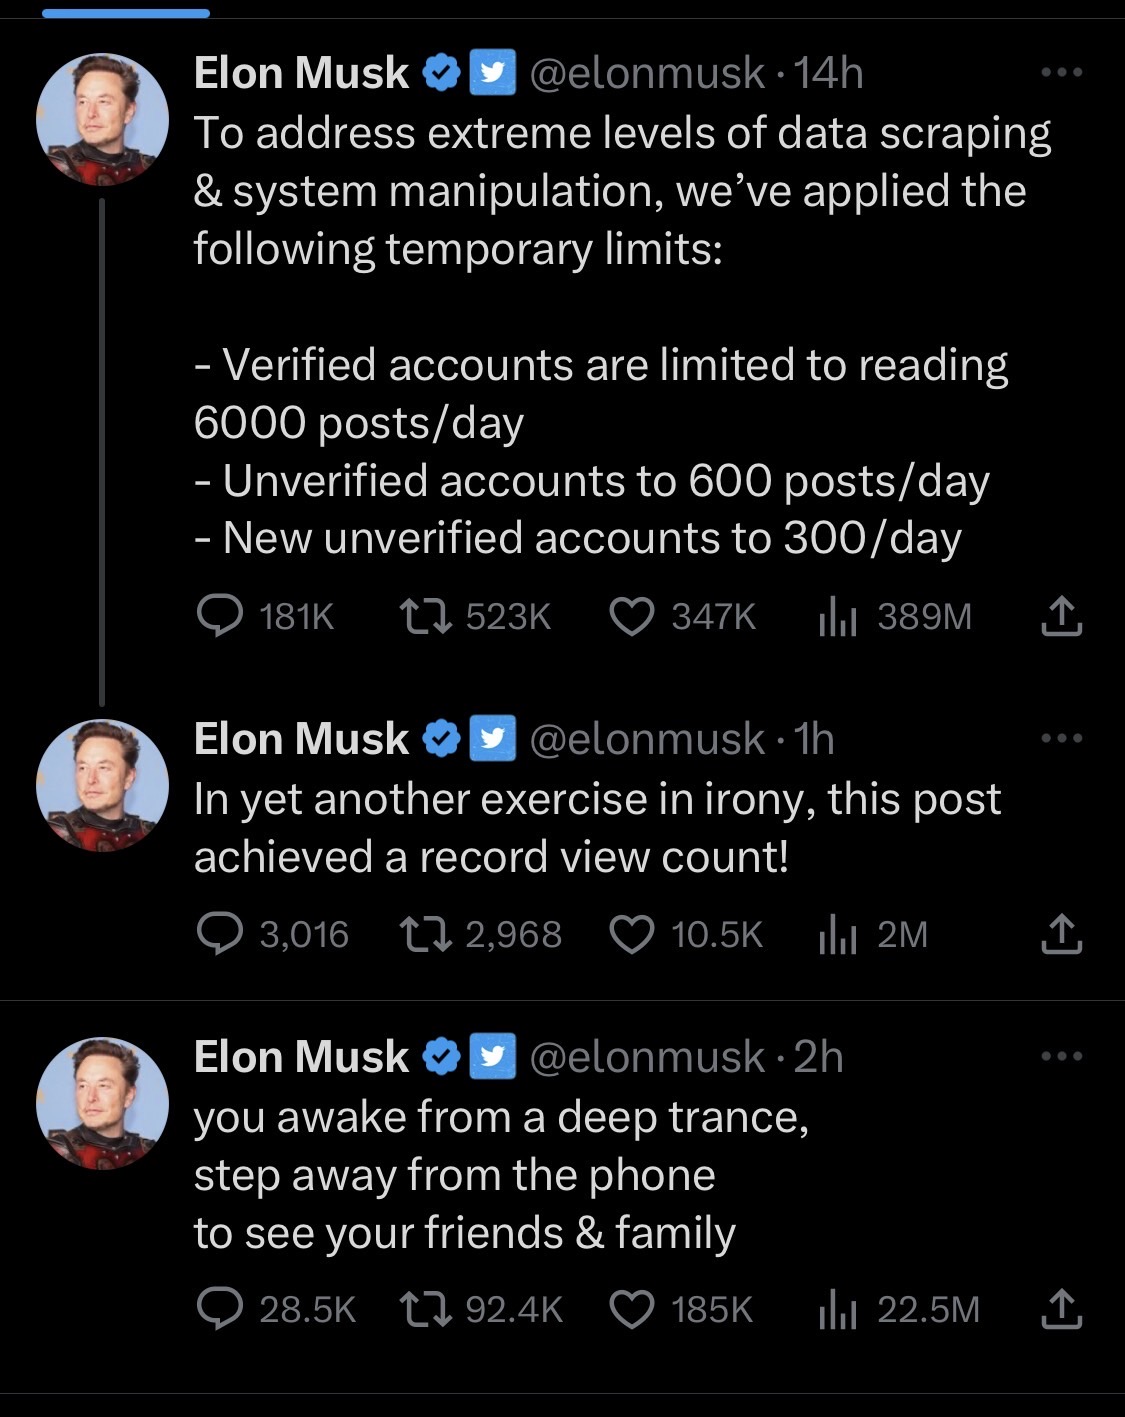 Elon Musk @elonmusk · 14h
To address extreme levels of data scraping
& system manipulation, we’ve applied the
following temporary limits:
- Verified accounts are limited to reading
6000 posts/day
- Unverified accounts to 600 posts/day
- New unverified accounts to 300/day
181K 523K 347K 389M
Elon Musk @elonmusk · 1h
In yet another exercise in irony, this post
achieved a record view count!
3,016 2,968 10.5K 2M
Elon Musk @elonmusk · 2h
you awake from a deep trance,
step away from the phone
to see your friends & family
28.5K 92.4K 185K 22.5M